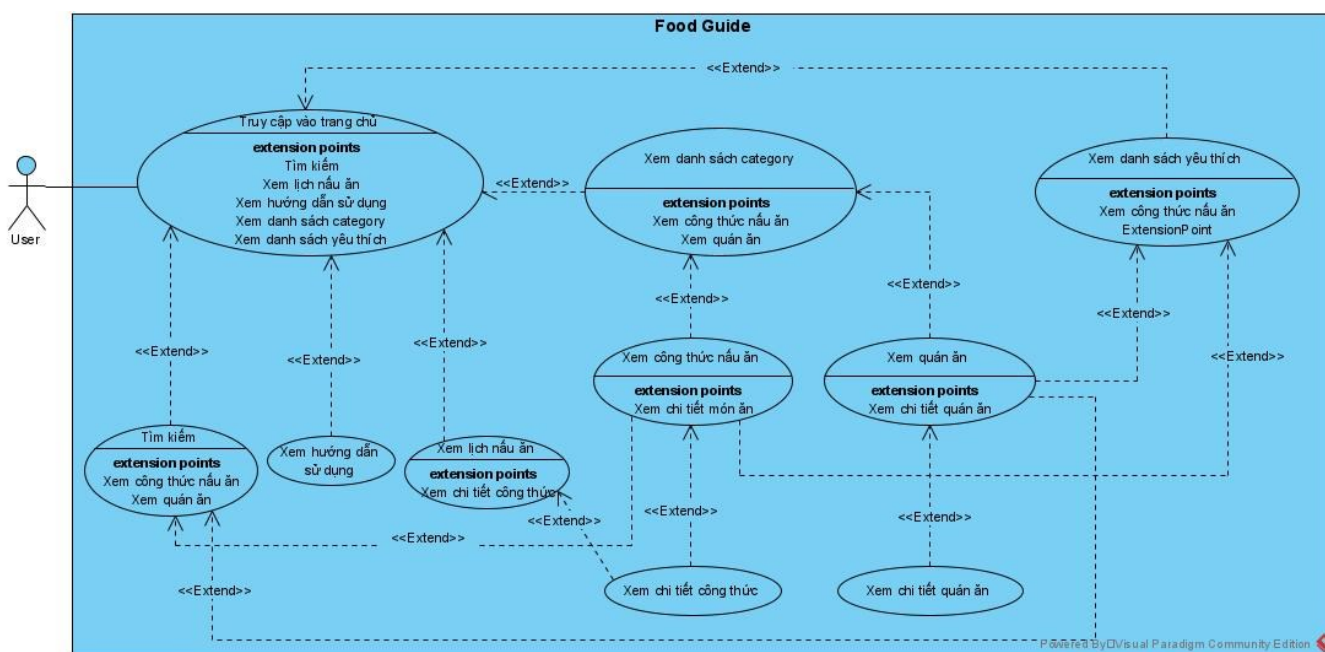 Food Guide
<<Extend>>
Truy cập vào trang chủ
extension points
Tìm kiếm
Xem lịch nấu ăn
Xem hướng dẫn sử dụng
Xem danh sách category
Xem danh sách yêu thích
User
<<Extend>>
Xem danh sách category
extension points
Xem công thức nấu ăn
Xem quán ăn
Xem danh sách yêu thích
extension points
Xem công thức nấu ăn
ExtensionPoint
<<Extend>>
<<Extend>>
<<Extend>>
<<Extend>>
<<Extend>>
<<Extend>>
<<Extend>>
Xem công thức nấu ăn
extension points
Xem chi tiết món ăn
Xem quán ăn
extension points
Xem chi tiết quán ăn
Tìm kiếm
extension points
Xem công thức nấu ăn
Xem quán ăn
Xem hướng dẫn
sử dụng
Xem lịch nấu ăn
extension points
Xem chi tiết công thức
<<Extend>>
<<Extend>>
<<Extend>>
<<Extend>>
<<Extend>>
Xem chi tiết công thức
Xem chi tiết quán ăn
Powered By□Visual Paradigm Community Edition